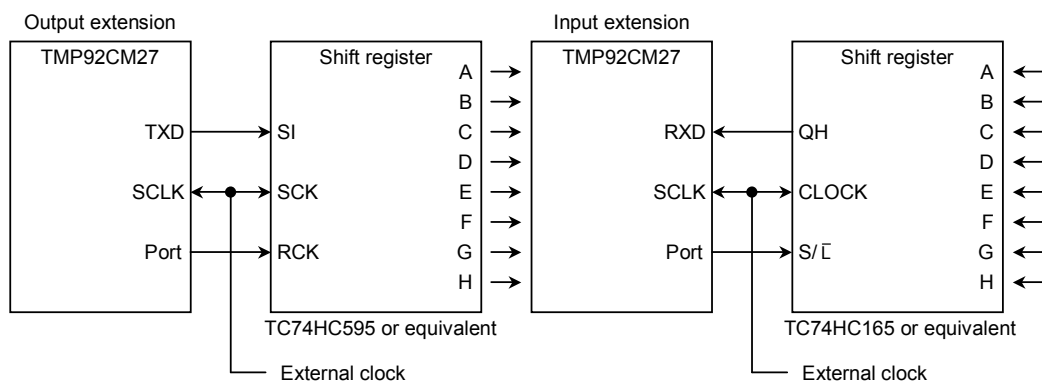 Output extension
TMP92CM27
TXD
SCLK
Port
Shift register
SI
SCK
RCK
A
B
C
D
E
F
G
H
TC74HC595 or equivalent
External clock
Input extension
TMP92CM27
RXD
SCLK
Port
Shift register
QH
CLOCK
S/L̅
A
B
C
D
E
F
G
H
TC74HC165 or equivalent
External clock